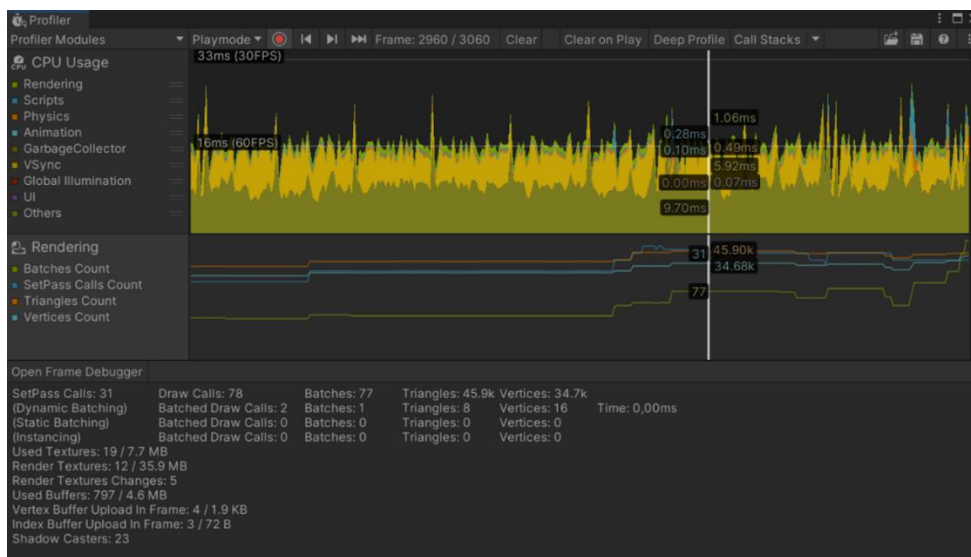 Profiler
Profiler Modules Playmode Frame: 2960 / 3060 Clear Clear on Play Deep Profile Call Stacks
CPU Usage
Rendering
Scripts
Physics
Animation
GarbageCollector
VSync
Global Illumination
UI
Others
33ms (30FPS)
16ms (60FPS)
1.06ms
0.28ms
0.10ms 0.49ms
5.92ms
0.00ms 0.07ms
9.70ms
Rendering
Batches Count
SetPass Calls Count
Triangles Count
Vertices Count
31 45.90k
34.68k
77
Open Frame Debugger
SetPass Calls: 31 Draw Calls: 78 Batches: 77 Triangles: 45.9k Vertices: 34.7k
(Dynamic Batching) Batched Draw Calls: 2 Batches: 1 Triangles: 8 Vertices: 16 Time: 0,00ms
(Static Batching) Batched Draw Calls: 0 Batches: 0 Triangles: 0 Vertices: 0
(Instancing) Batched Draw Calls: 0 Batches: 0 Triangles: 0 Vertices: 0
Used Textures: 19 / 7.7 MB
Render Textures: 12 / 35.9 MB
Render Textures Changes: 5
Used Buffers: 797 / 4.6 MB
Vertex Buffer Upload In Frame: 4 / 1.9 KB
Index Buffer Upload In Frame: 3 / 72 B
Shadow Casters: 23